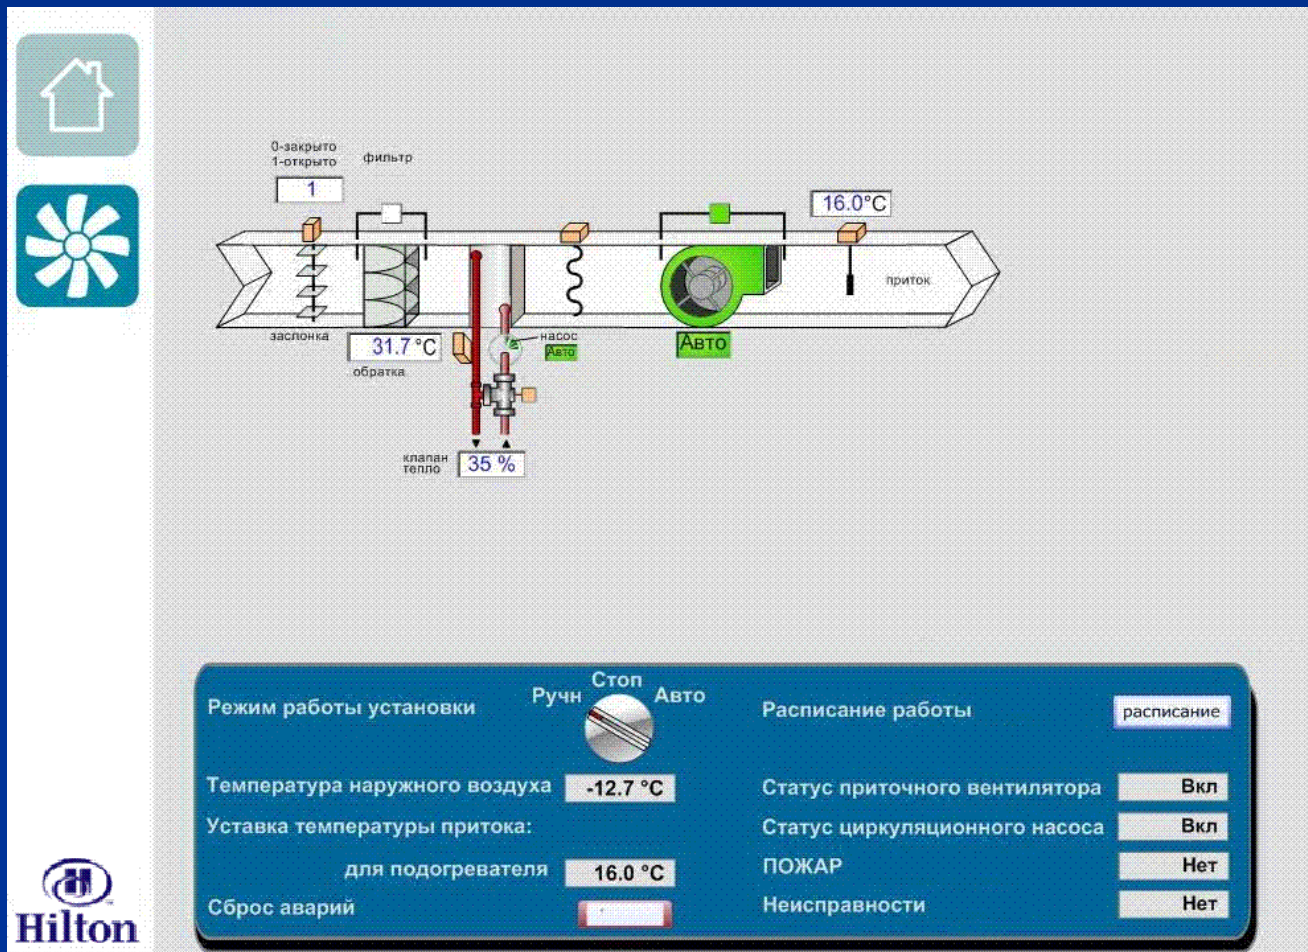 0-закрыто
1-открыто
фильтр
1
16.0°C
приток
заслонка
31.7 °C
обратка
насос
Авто
Авто
клапан
тепло
35 %
Режим работы установки
Ручн
Стоп
Авто
Расписание работы
расписание
Температура наружного воздуха
-12.7 °C
Статус приточного вентилятора
Вкл
Уставка температуры притока:
Статус циркуляционного насоса
Вкл
для подогревателя
16.0 °C
ПОЖАР
Нет
Сброс аварий
Неисправности
Нет
Hilton